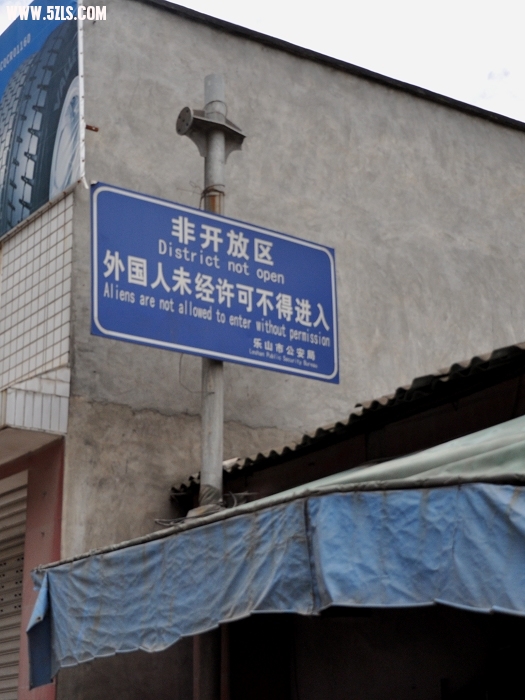 WWW.5ZLS.COM
非开放区
District not open
外国人未经许可不得进入
Aliens are not allowed to enter without permission
乐山市公安局
Leshan Public Security Bureau